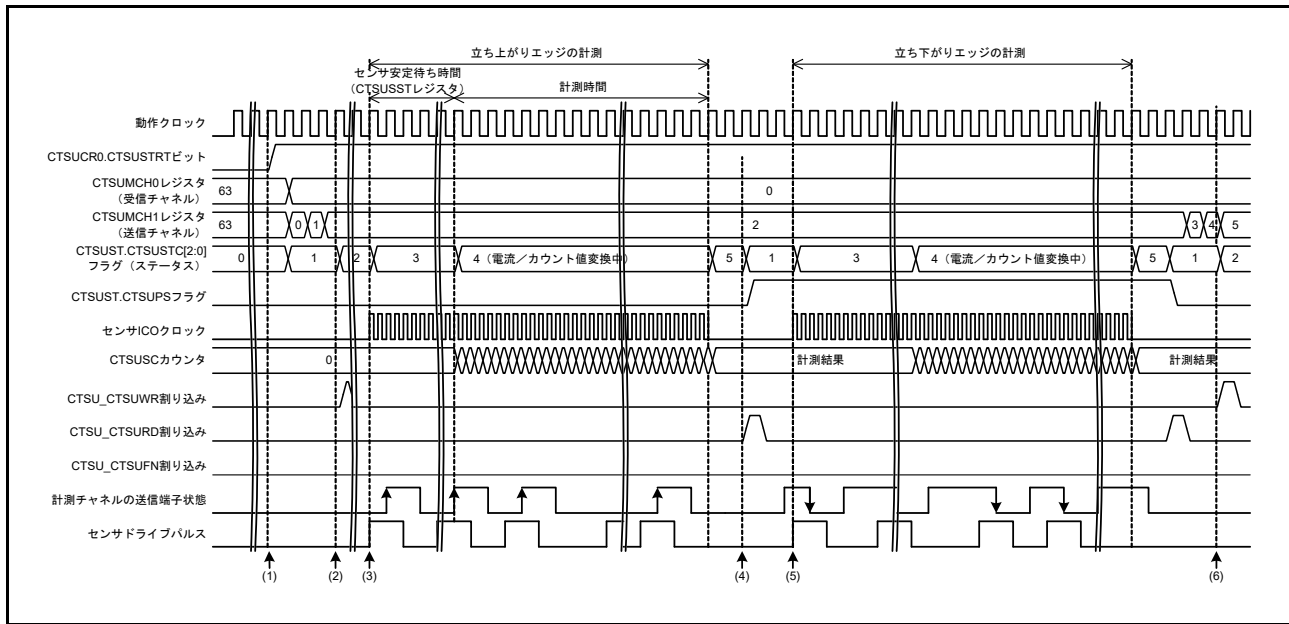 立ち上がりエッジの計測
立ち下がりエッジの計測
センサ安定待ち時間
（CTSUSSTレジスタ）
計測時間
動作クロック
CTSUCR0.CTSUSTRTビット
CTSUMCH0レジスタ
（受信チャネル）
63
0
CTSUMCH1レジスタ
（送信チャネル）
63
0
1
2
3
4
5
CTSUST.CTSUSTC[2:0]
フラグ（ステータス）
0
1
2
3
4（電流／カウント値変換中）
5
1
3
4（電流／カウント値変換中）
5
1
2
CTSUST.CTSUPSフラグ
センサICOクロック
CTSUSCカウンタ
0
計測結果
計測結果
CTSU_CTSUWR割り込み
CTSU_CTSURD割り込み
CTSU_CTSUFN割り込み
計測チャネルの送信端子状態
センサドライブパルス
(1)
(2)
(3)
(4)
(5)
(6)